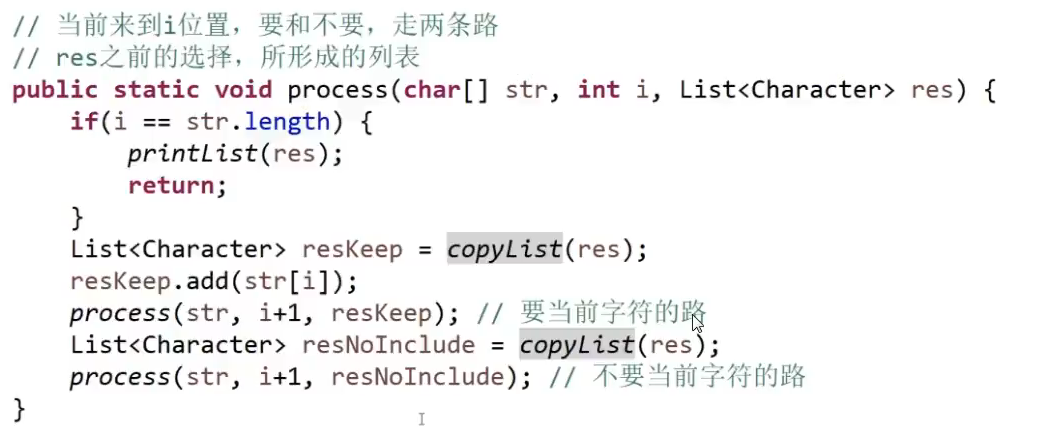 // 当前来到i位置，要和不要，走两条路
// res之前的选择，所形成的列表
public static void process(char[] str, int i, List<Character> res) {
    if(i == str.length) {
        printList(res);
        return;
    }
    List<Character> resKeep = copyList(res);
    resKeep.add(str[i]);
    process(str, i+1, resKeep); // 要当前字符的路
    List<Character> resNoInclude = copyList(res);
    process(str, i+1, resNoInclude); // 不要当前字符的路
}